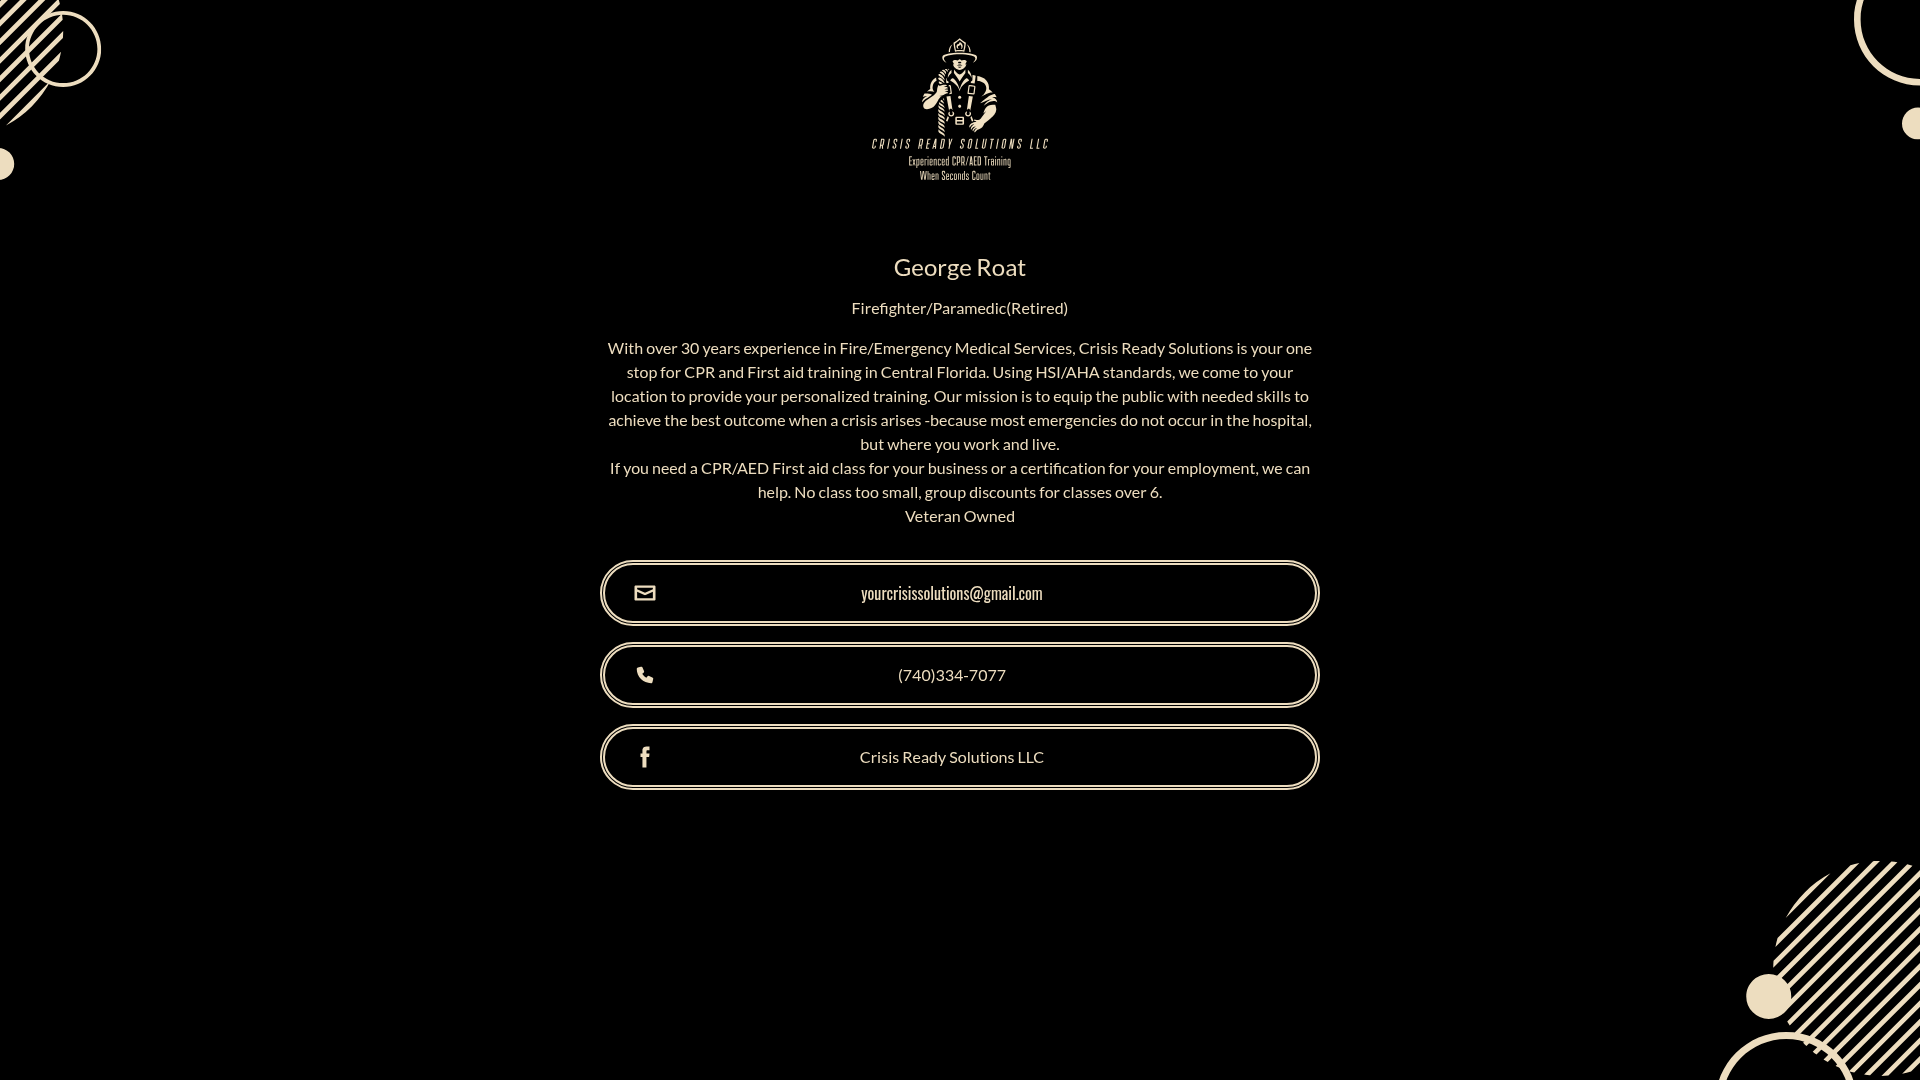 CRISIS READY SOLUTIONS LLC
Experienced CPR/AED Training
When Seconds Count
George Roat
Firefighter/Paramedic(Retired)
With over 30 years experience in Fire/Emergency Medical Services, Crisis Ready Solutions is your one
stop for CPR and First aid training in Central Florida. Using HSI/AHA standards, we come to your
location to provide your personalized training. Our mission is to equip the public with needed skills to
achieve the best outcome when a crisis arises -because most emergencies do not occur in the hospital,
but where you work and live.
If you need a CPR/AED First aid class for your business or a certification for your employment, we can
help. No class too small, group discounts for classes over 6.
Veteran Owned
yourcrisissolutions@gmail.com
(740)334-7077
Crisis Ready Solutions LLC